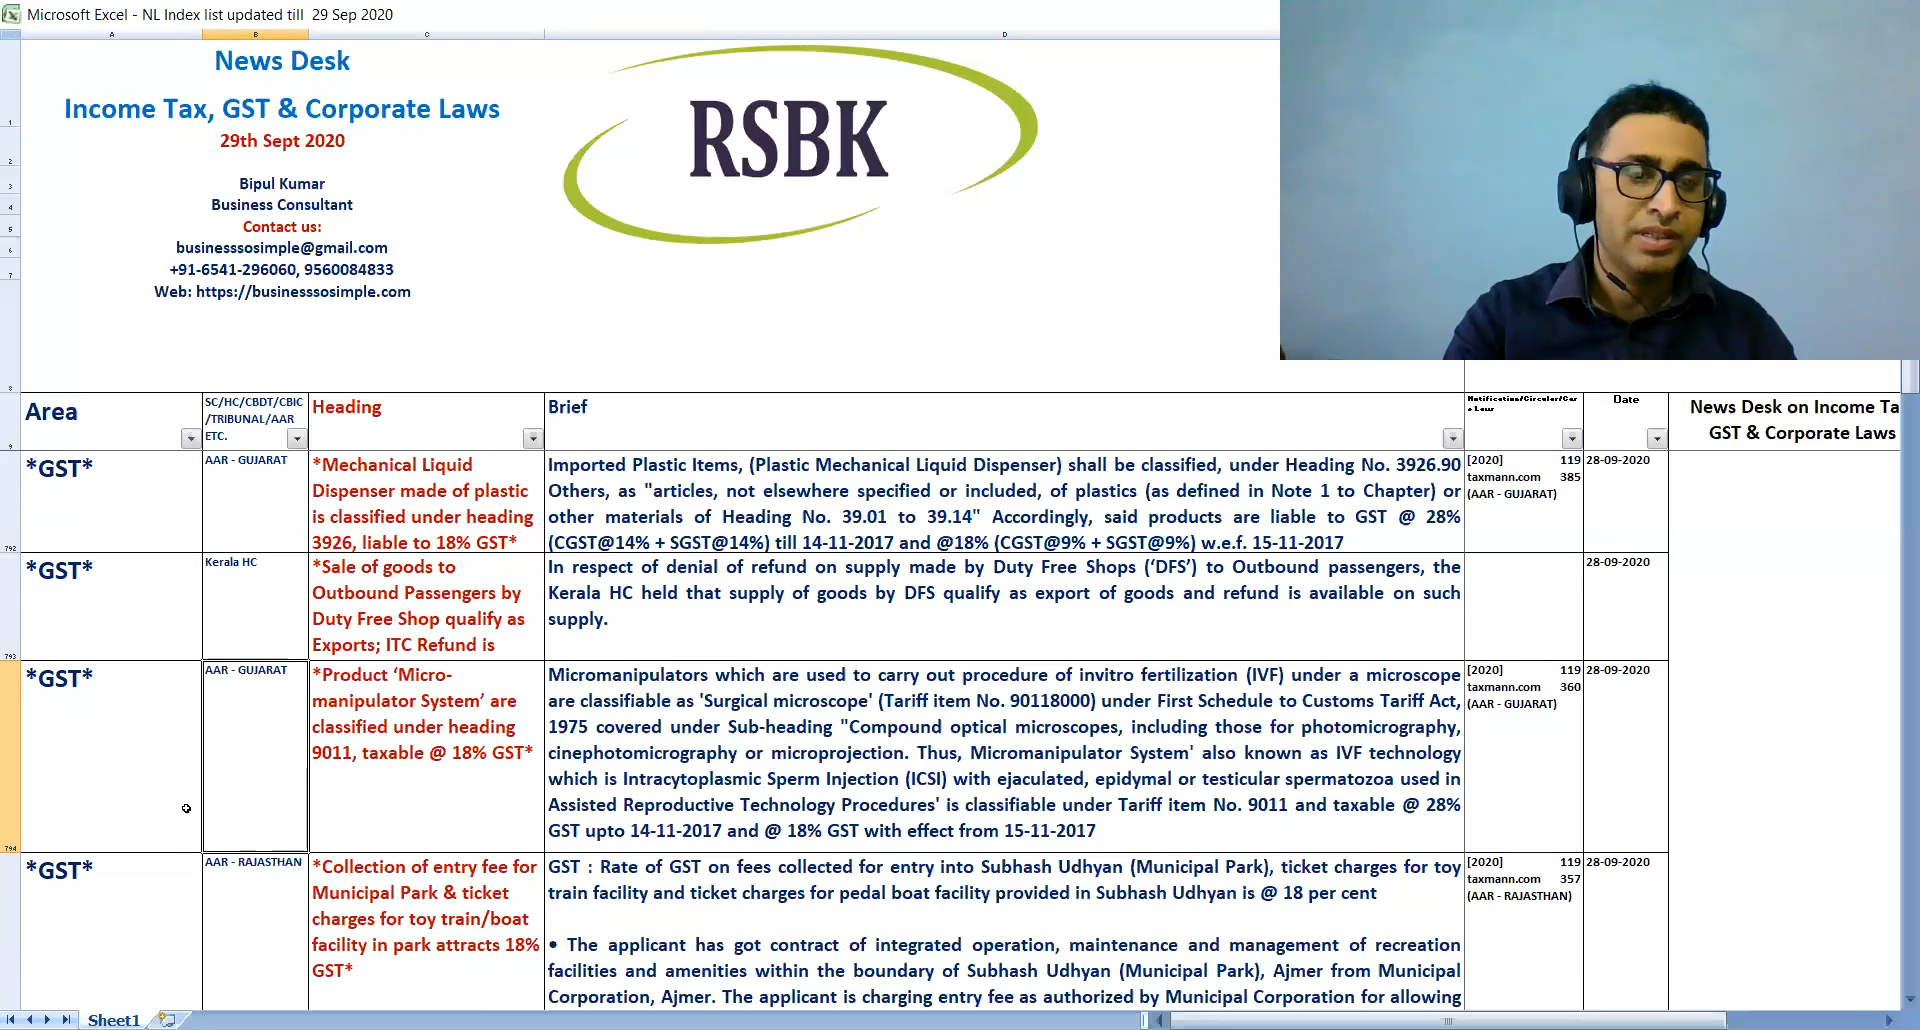 Microsoft Excel - NL Index list updated till 29 Sep 2020
A B C D
News Desk
Income Tax, GST & Corporate Laws
29th Sept 2020
Bipul Kumar
Business Consultant
Contact us:
businesssosimple@gmail.com
+91-6541-296060, 9560084833
Web: https://businesssosimple.com
RSBK
1
2
3
4
5
6
7
8
9
Area
SC/HC/CBDT/CBIC
/TRIBUNAL/AAR
ETC.
Heading
Brief
Notification/Circular/Cas
e Laws
Date
News Desk on Income Ta
GST & Corporate Laws
792
*GST*
AAR - GUJARAT
*Mechanical Liquid
Dispenser made of plastic
is classified under heading
3926, liable to 18% GST*
Imported Plastic Items, (Plastic Mechanical Liquid Dispenser) shall be classified, under Heading No. 3926.90
Others, as "articles, not elsewhere specified or included, of plastics (as defined in Note 1 to Chapter) or
other materials of Heading No. 39.01 to 39.14" Accordingly, said products are liable to GST @ 28%
(CGST@14% + SGST@14%) till 14-11-2017 and @18% (CGST@9% + SGST@9%) w.e.f. 15-11-2017
[2020] 119
taxmann.com 385
(AAR - GUJARAT)
28-09-2020
793
*GST*
Kerala HC
*Sale of goods to
Outbound Passengers by
Duty Free Shop qualify as
Exports; ITC Refund is
In respect of denial of refund on supply made by Duty Free Shops (‘DFS’) to Outbound passengers, the
Kerala HC held that supply of goods by DFS qualify as export of goods and refund is available on such
supply.
28-09-2020
794
*GST*
AAR - GUJARAT
*Product ‘Micro-
manipulator System’ are
classified under heading
9011, taxable @ 18% GST*
Micromanipulators which are used to carry out procedure of invitro fertilization (IVF) under a microscope
are classifiable as 'Surgical microscope' (Tariff item No. 90118000) under First Schedule to Customs Tariff Act,
1975 covered under Sub-heading "Compound optical microscopes, including those for photomicrography,
cinephotomicrography or microprojection. Thus, Micromanipulator System' also known as IVF technology
which is Intracytoplasmic Sperm Injection (ICSI) with ejaculated, epidymal or testicular spermatozoa used in
Assisted Reproductive Technology Procedures' is classifiable under Tariff item No. 9011 and taxable @ 28%
GST upto 14-11-2017 and @ 18% GST with effect from 15-11-2017
[2020] 119
taxmann.com 360
(AAR - GUJARAT)
28-09-2020
*GST*
AAR - RAJASTHAN
*Collection of entry fee for
Municipal Park & ticket
charges for toy train/boat
facility in park attracts 18%
GST*
GST : Rate of GST on fees collected for entry into Subhash Udhyan (Municipal Park), ticket charges for toy
train facility and ticket charges for pedal boat facility provided in Subhash Udhyan is @ 18 per cent
• The applicant has got contract of integrated operation, maintenance and management of recreation
facilities and amenities within the boundary of Subhash Udhyan (Municipal Park), Ajmer from Municipal
Corporation, Ajmer. The applicant is charging entry fee as authorized by Municipal Corporation for allowing
[2020] 119
taxmann.com 357
(AAR - RAJASTHAN)
28-09-2020
Sheet1